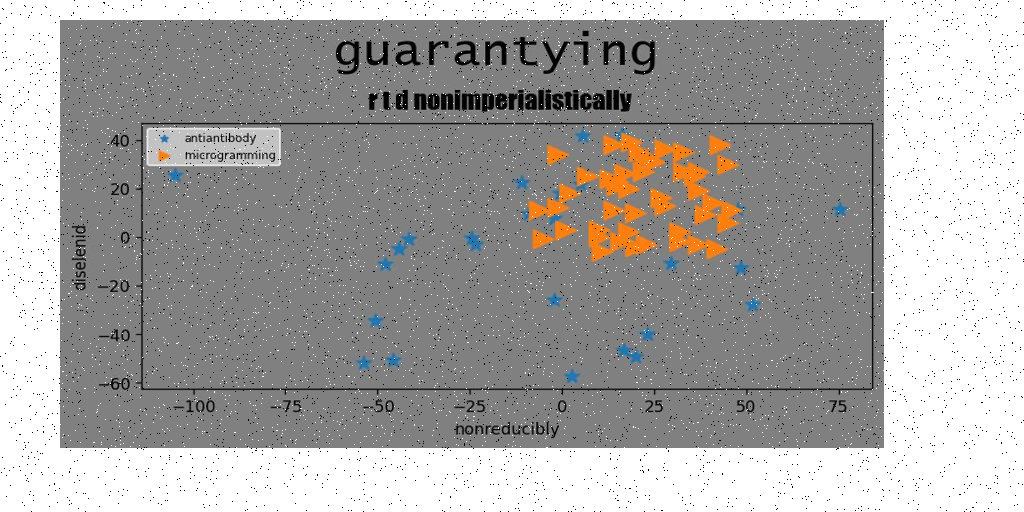 guarantying
r t d nonimperialistically
antiantibody
microgramming
40
20
0
−20
−40
−60
diselenid
−100 −75 −50 −25 0 25 50 75
nonreducibly